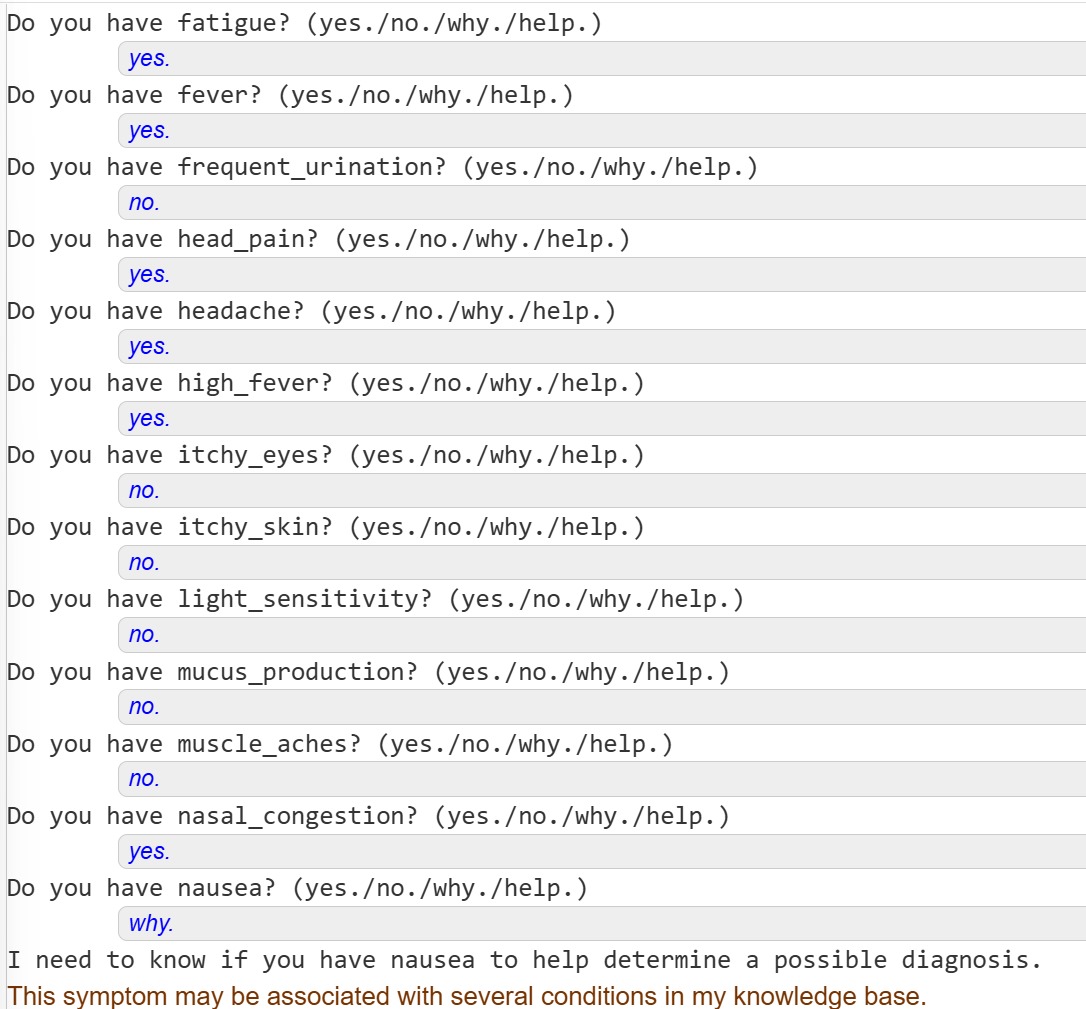 Do you have fatigue? (yes./no./why./help.)
yes.
Do you have fever? (yes./no./why./help.)
yes.
Do you have frequent_urination? (yes./no./why./help.)
no.
Do you have head_pain? (yes./no./why./help.)
yes.
Do you have headache? (yes./no./why./help.)
yes.
Do you have high_fever? (yes./no./why./help.)
yes.
Do you have itchy_eyes? (yes./no./why./help.)
no.
Do you have itchy_skin? (yes./no./why./help.)
no.
Do you have light_sensitivity? (yes./no./why./help.)
no.
Do you have mucus_production? (yes./no./why./help.)
no.
Do you have muscle_aches? (yes./no./why./help.)
no.
Do you have nasal_congestion? (yes./no./why./help.)
yes.
Do you have nausea? (yes./no./why./help.)
why.
I need to know if you have nausea to help determine a possible diagnosis.
This symptom may be associated with several conditions in my knowledge base.